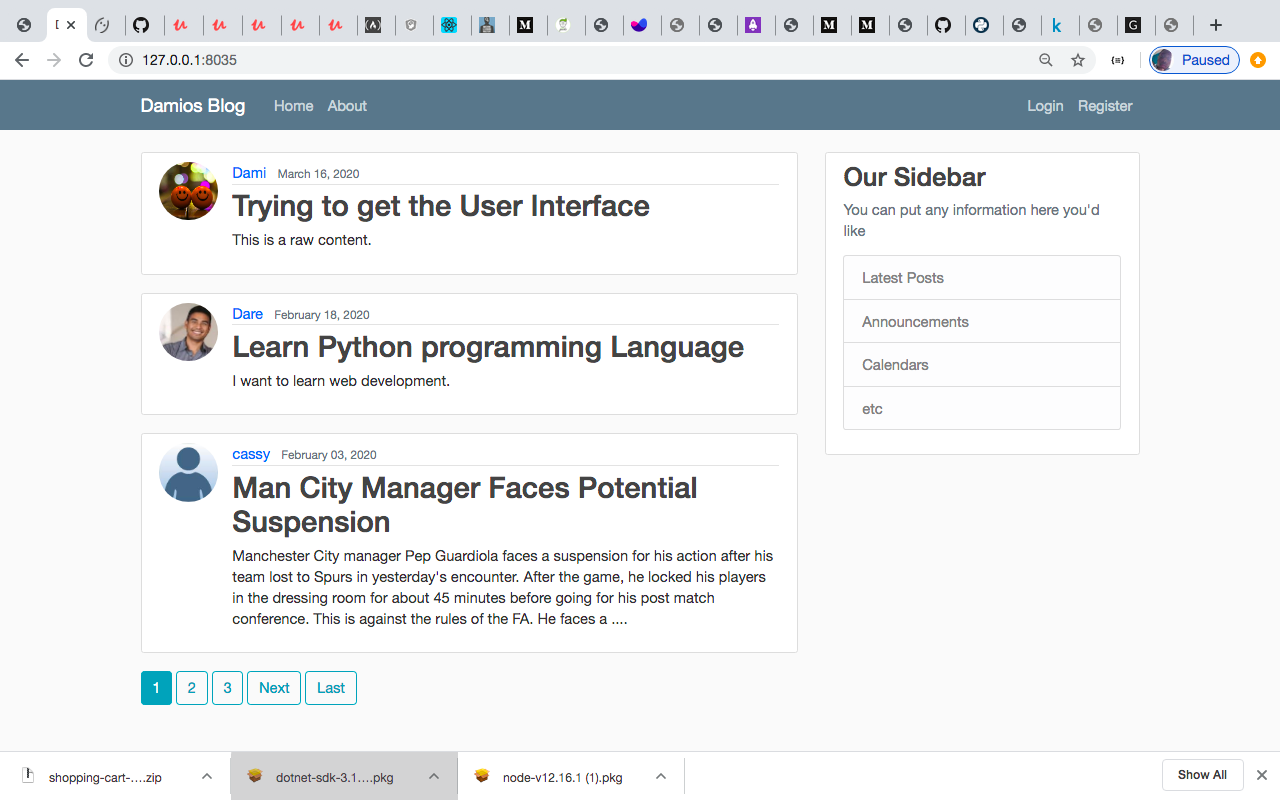 127.0.0.1:8035
Paused
Damios Blog
Home
About
Login
Register
Dami March 16, 2020
Trying to get the User Interface
This is a raw content.
Dare February 18, 2020
Learn Python programming Language
I want to learn web development.
cassy February 03, 2020
Man City Manager Faces Potential
Suspension
Manchester City manager Pep Guardiola faces a suspension for his action after his
team lost to Spurs in yesterday's encounter. After the game, he locked his players
in the dressing room for about 45 minutes before going for his post match
conference. This is against the rules of the FA. He faces a ....
1 2 3 Next Last
Our Sidebar
You can put any information here you'd
like
Latest Posts
Announcements
Calendars
etc
shopping-cart-....zip
dotnet-sdk-3.1....pkg
node-v12.16.1 (1).pkg
Show All